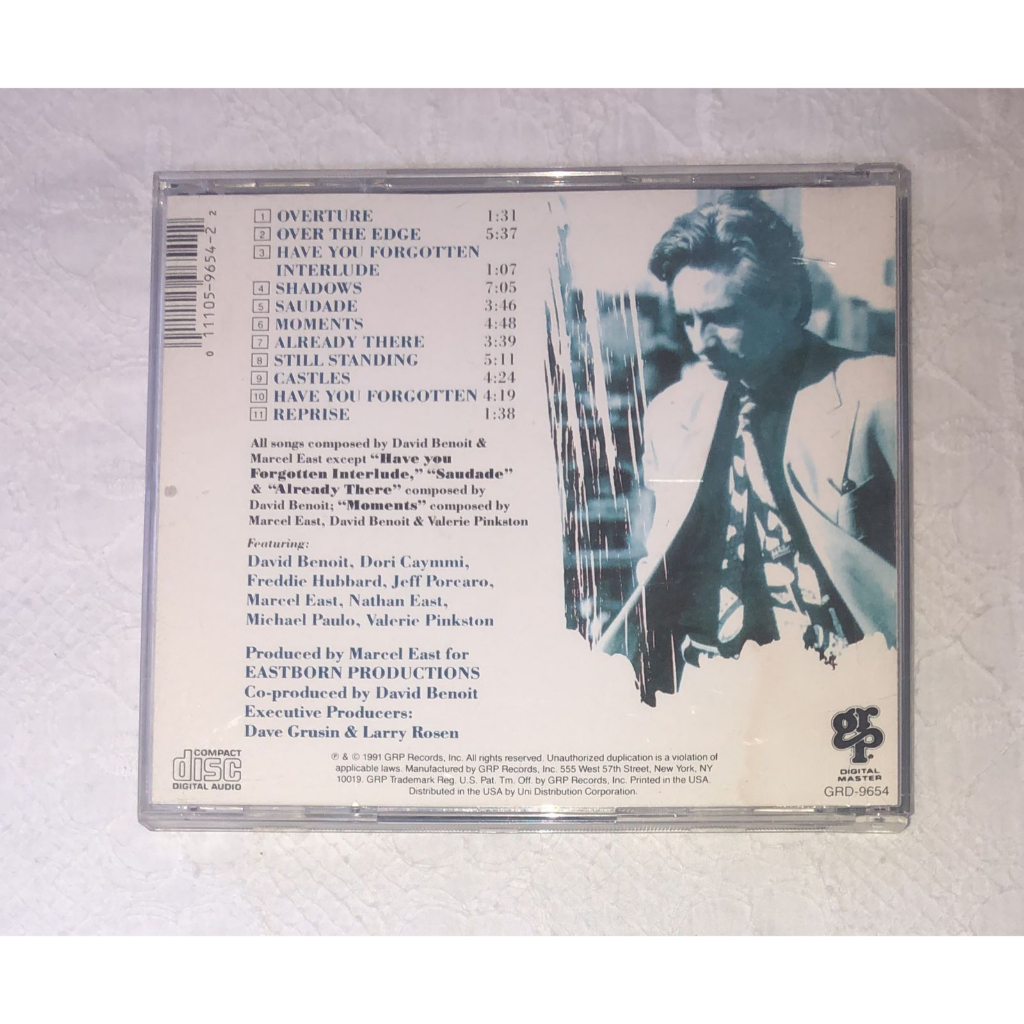 1 OVERTURE 1:31
2 OVER THE EDGE 5:37
3 HAVE YOU FORGOTTEN
INTERLUDE 1:07
4 SHADOWS 7:05
5 SAUDADE 3:46
6 MOMENTS 4:48
7 ALREADY THERE 3:39
8 STILL STANDING 5:11
9 CASTLES 4:24
10 HAVE YOU FORGOTTEN 4:19
11 REPRISE 1:38
All songs composed by David Benoit &
Marcel East except "Have you
Forgotten Interlude," "Saudade"
& "Already There" composed by
David Benoit; "Moments" composed by
Marcel East, David Benoit & Valerie Pinkston
Featuring:
David Benoit, Dori Caymmi,
Freddie Hubbard, Jeff Porcaro,
Marcel East, Nathan East,
Michael Paulo, Valerie Pinkston
Produced by Marcel East for
EASTBORN PRODUCTIONS
Co-produced by David Benoit
Executive Producers:
Dave Grusin & Larry Rosen
℗ & © 1991 GRP Records, Inc. All rights reserved. Unauthorized duplication is a violation of
applicable laws. Manufactured by GRP Records, Inc. 555 West 57th Street, New York, NY
10019. GRP Trademark Reg. U.S. Pat. Tm. Off. by GRP Records, Inc. Printed in the USA.
Distributed in the USA by Uni Distribution Corporation.
COMPACT
disc
DIGITAL AUDIO
grp
DIGITAL
MASTER
GRD-9654
0 11105-9654-2 2